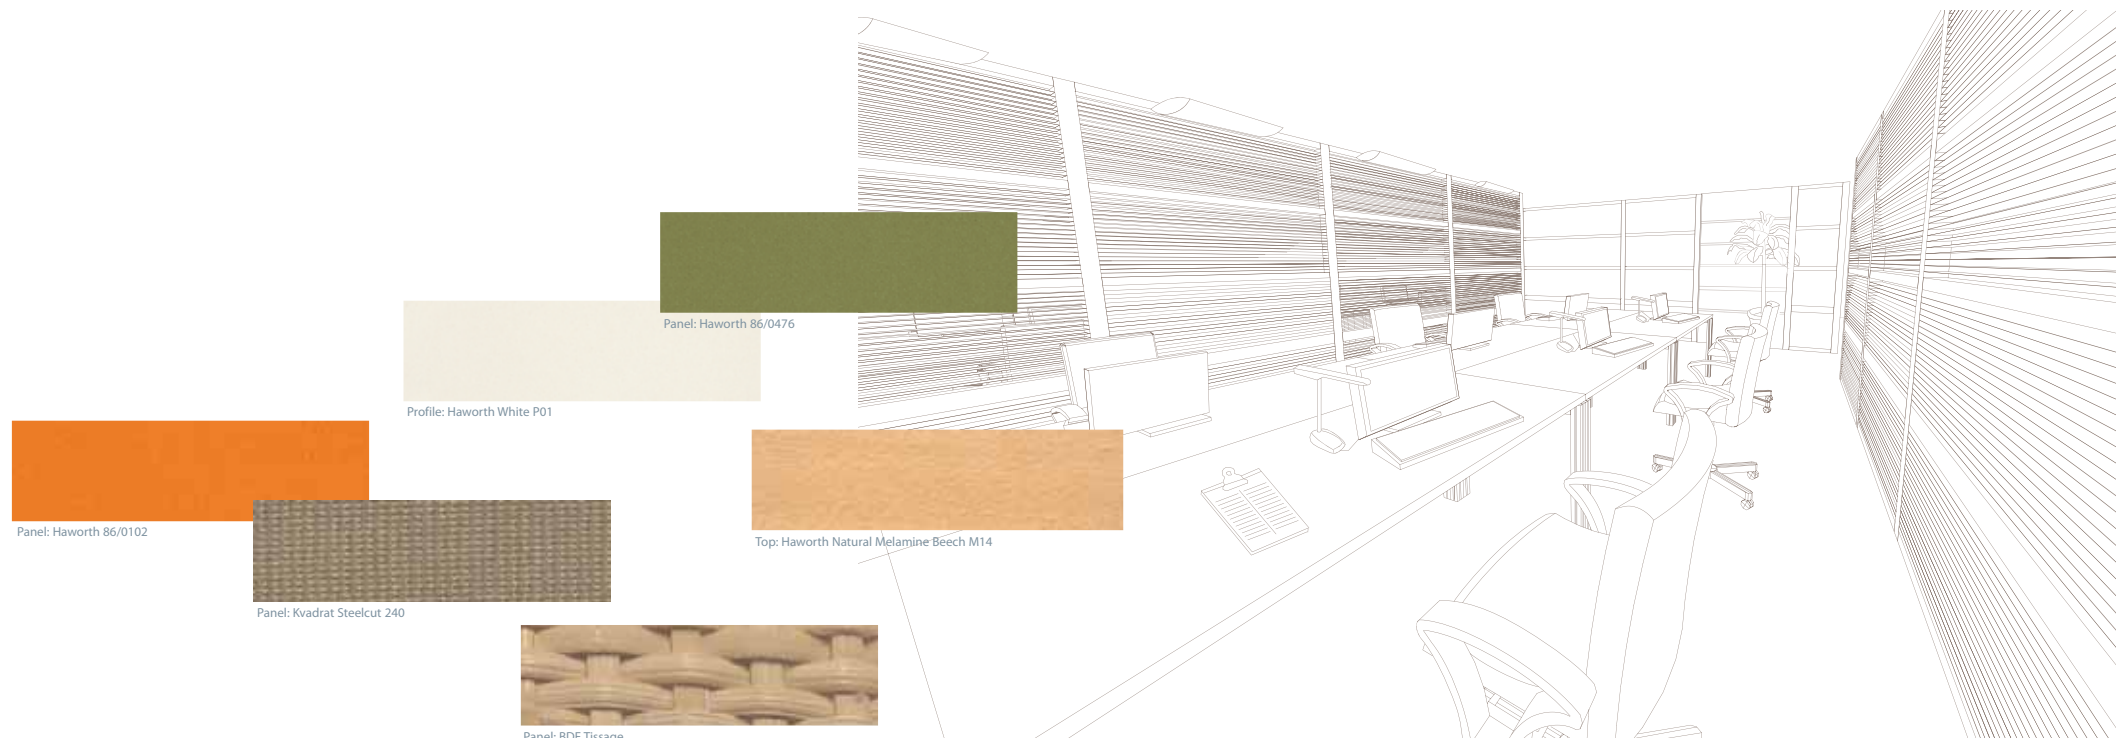 Panel: Haworth 86/0476
Profile: Haworth White P01
Panel: Haworth 86/0102
Top: Haworth Natural Melamine Beech M14
Panel: Kvadrat Steelcut 240
Panel: BDF Tissage